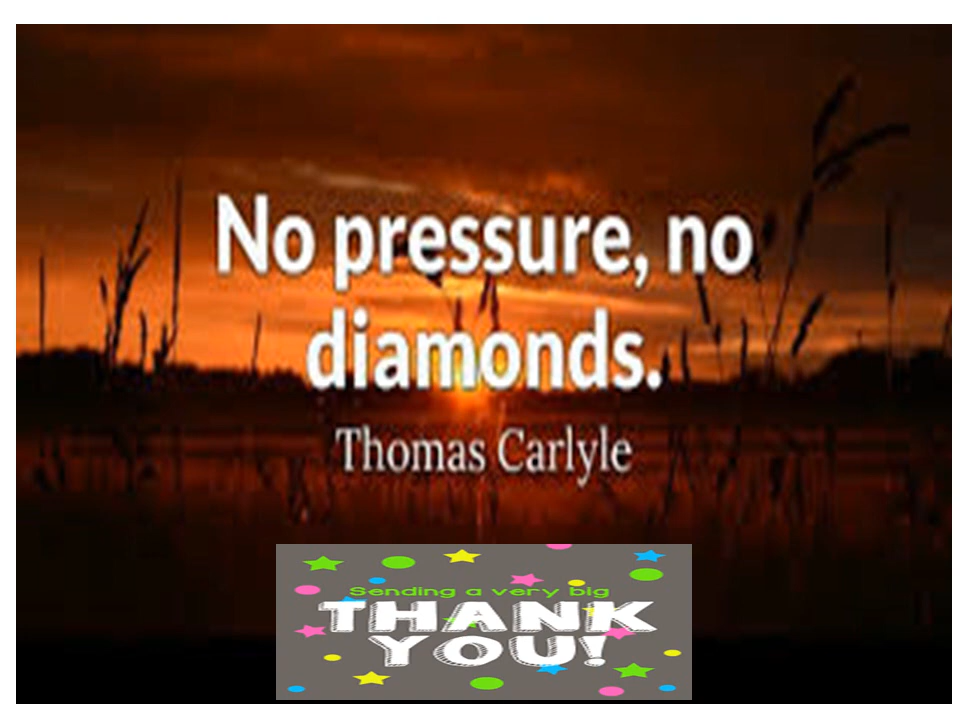 No pressure, no
diamonds.
Thomas Carlyle
Sending a very big
THANK
YOU!